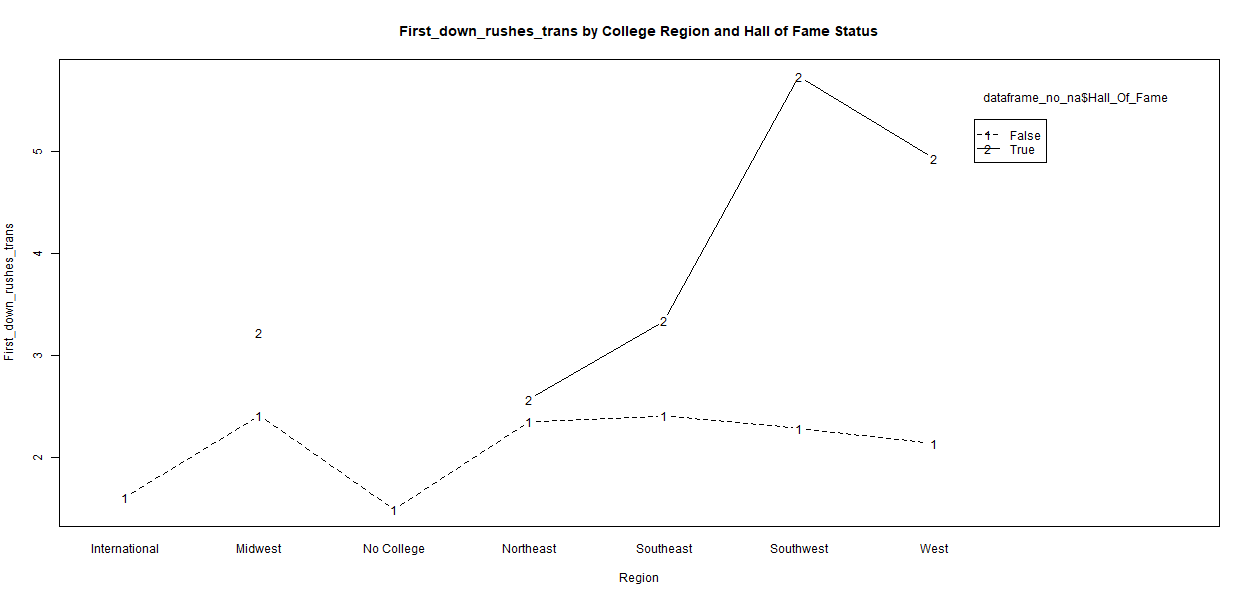 First_down_rushes_trans by College Region and Hall of Fame Status
dataframe_no_na$Hall_Of_Fame
1 False
2 True
First_down_rushes_trans
5
4
3
2
2
2
2
2
2
1
1
1
1
1
1
1
International Midwest No College Northeast Southeast Southwest West
Region